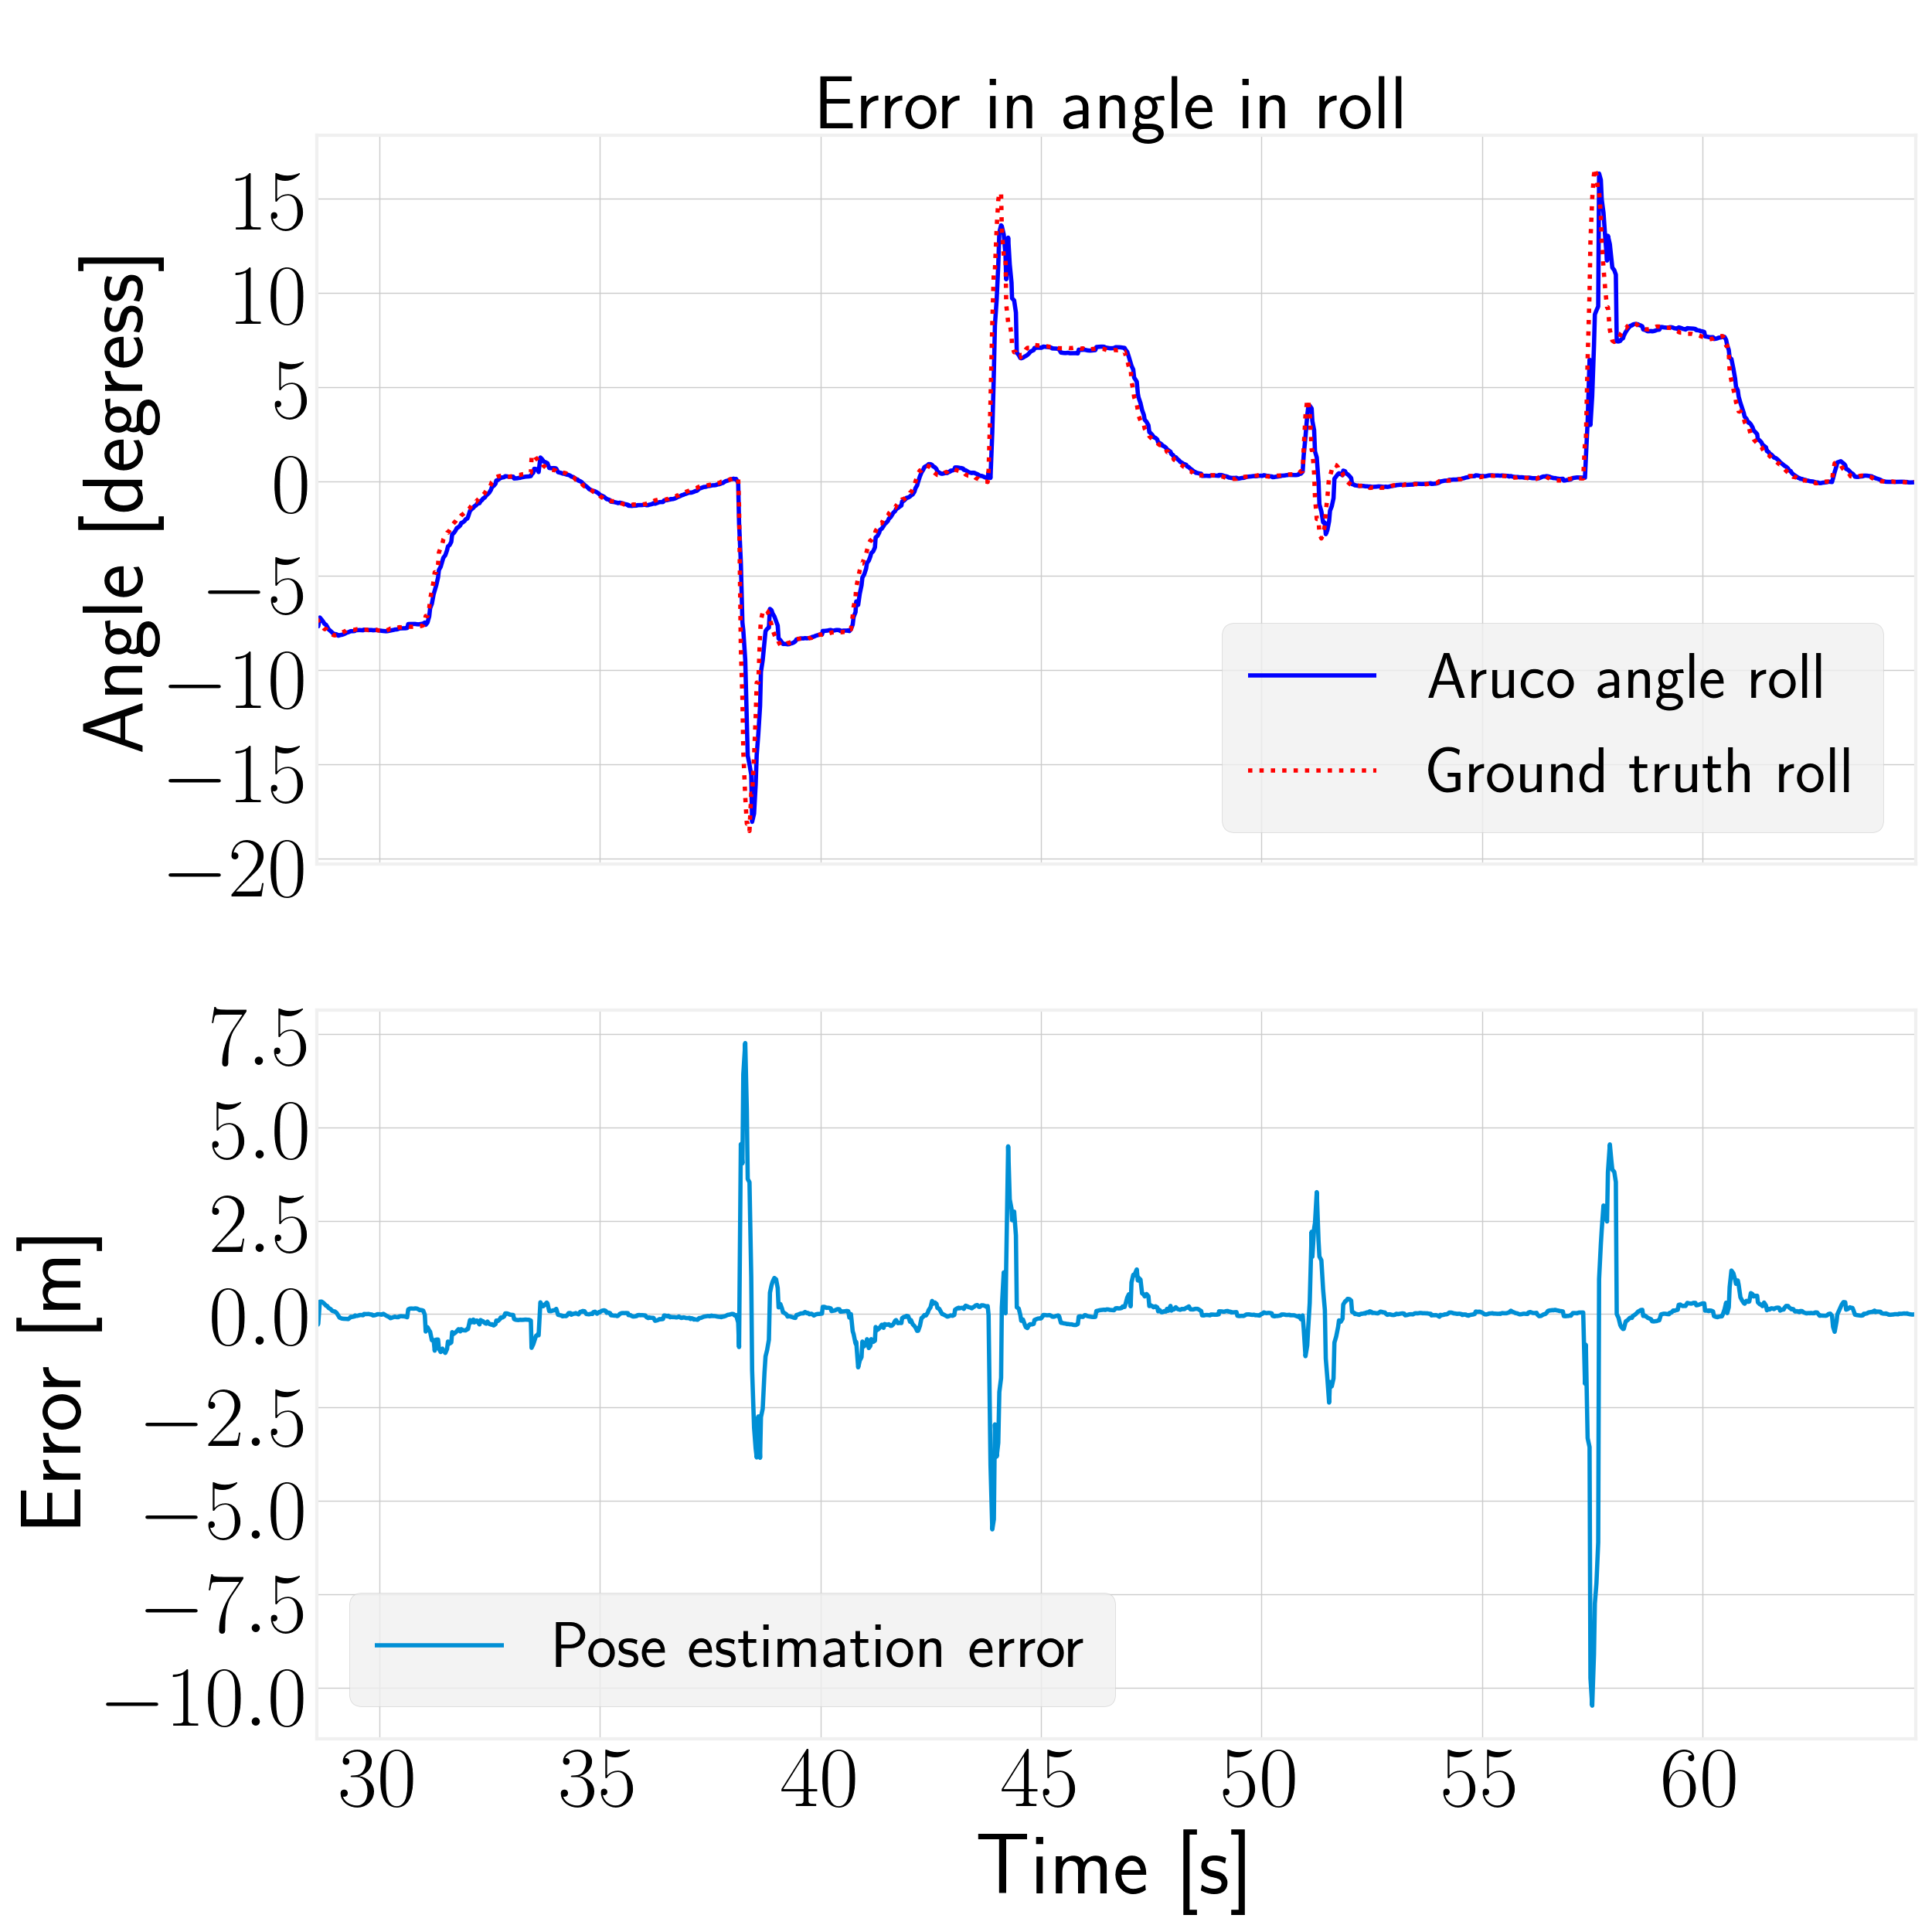 Error in angle in roll
Angle [degress]
15
10
5
0
−5
−10
−15
−20
Aruco angle roll
Ground truth roll
Error [m]
7.5
5.0
2.5
0.0
−2.5
−5.0
−7.5
−10.0
Pose estimation error
30 35 40 45 50 55 60
Time [s]